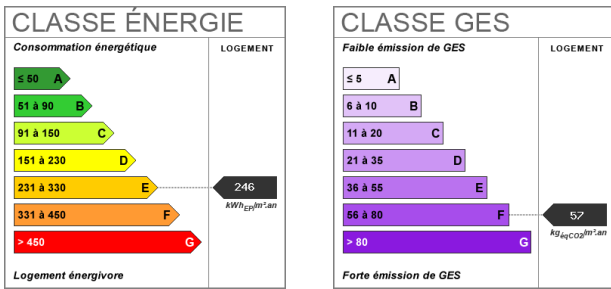 CLASSE ÉNERGIE
Consommation énergétique
LOGEMENT
≤ 50 A
51 à 90 B
91 à 150 C
151 à 230 D
231 à 330 E
246
kWhEP/m².an
331 à 450 F
> 450 G
Logement énergivore
CLASSE GES
Faible émission de GES
LOGEMENT
≤ 5 A
6 à 10 B
11 à 20 C
21 à 35 D
36 à 55 E
56 à 80 F
57
kgéqCO2/m².an
> 80 G
Forte émission de GES